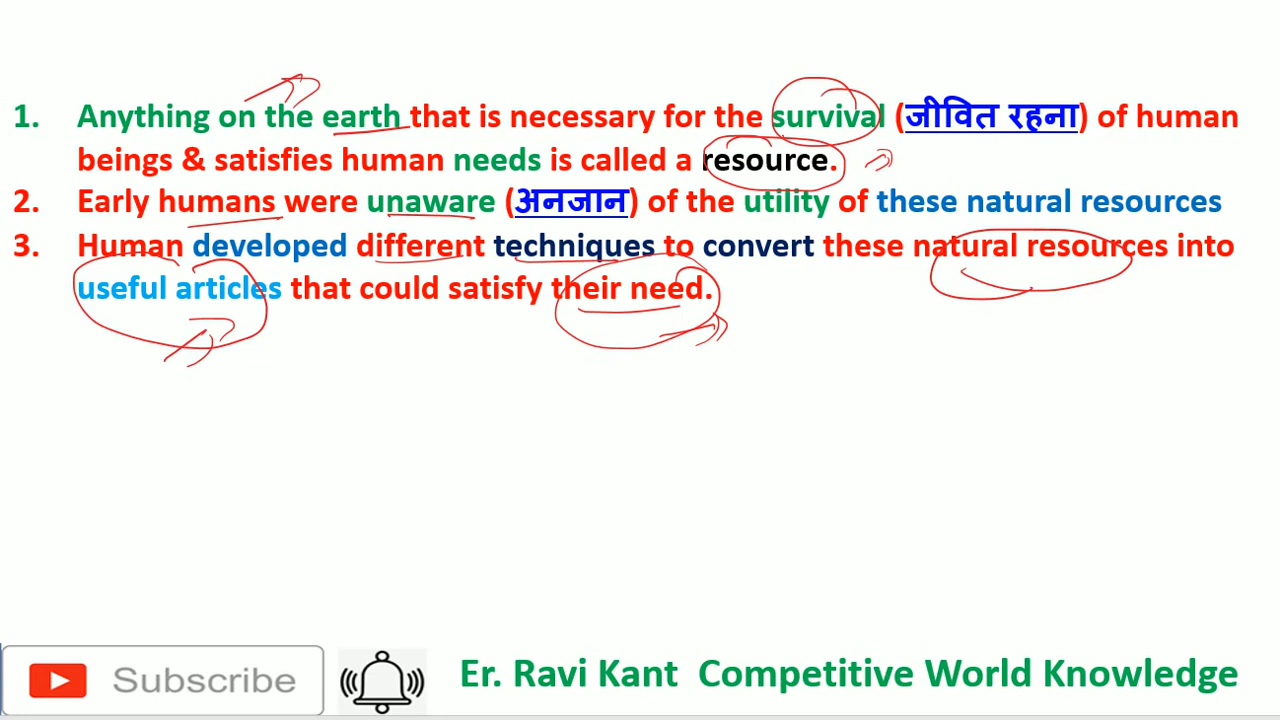 1. Anything on the earth that is necessary for the survival (जीवित रहना) of human
beings & satisfies human needs is called a resource.
2. Early humans were unaware (अनजान) of the utility of these natural resources
3. Human developed different techniques to convert these natural resources into
useful articles that could satisfy their need.
Subscribe
Er. Ravi Kant Competitive World Knowledge